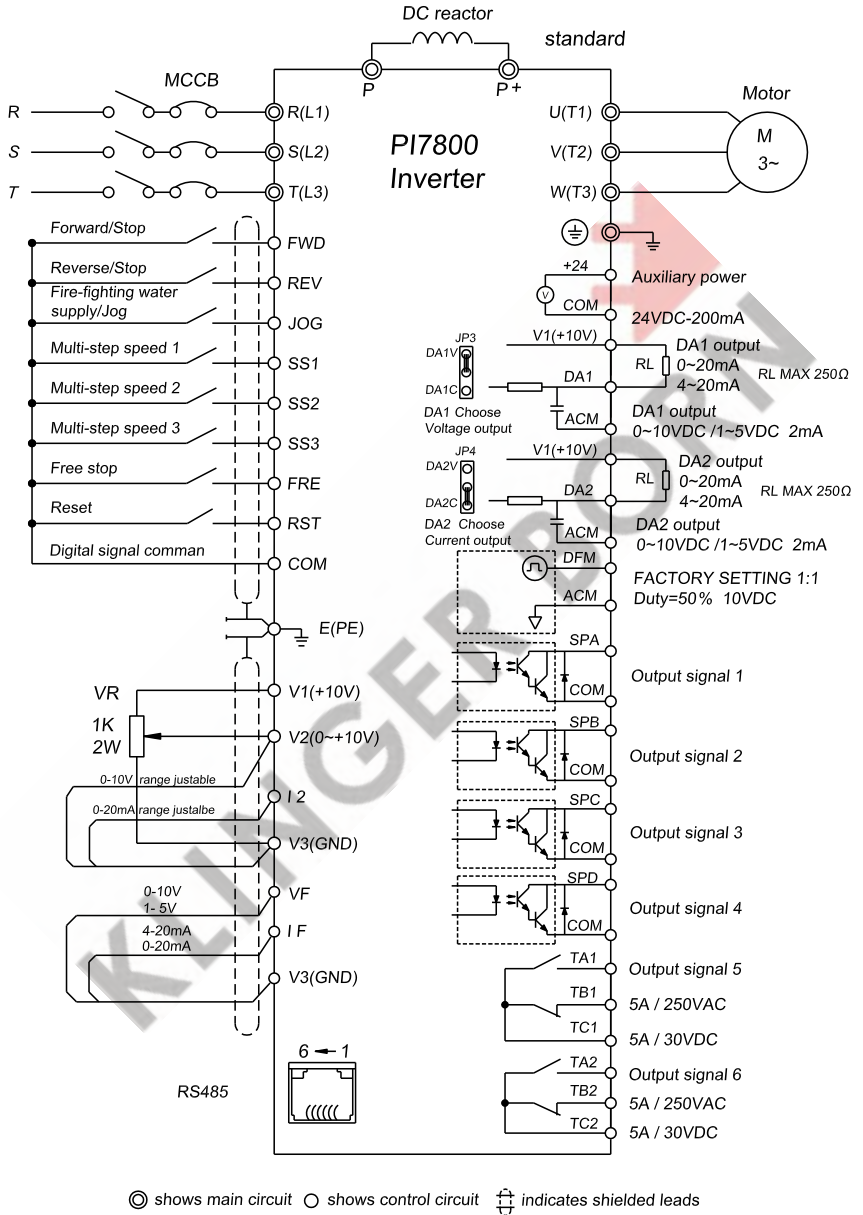 DC reactor
standard
MCCB
P
P+
R
R(L1)
S
S(L2)
T
T(L3)
PI7800
Inverter
U(T1)
V(T2)
W(T3)
Motor
M
3~
Forward/Stop
FWD
Reverse/Stop
REV
Fire-fighting water
supply/Jog
JOG
Multi-step speed 1
SS1
Multi-step speed 2
SS2
Multi-step speed 3
SS3
Free stop
FRE
Reset
RST
Digital signal comman
COM
E(PE)
VR
V1(+10V)
1K
2W
V2(0~+10V)
0-10V range justable
I 2
0-20mA range justalbe
V3(GND)
0-10V
1- 5V
VF
4-20mA
0-20mA
I F
V3(GND)
RS485
6
1
+24
V
COM
Auxiliary power
24VDC-200mA
V1(+10V)
JP3
DA1V
DA1C
DA1 Choose
Voltage output
DA1
ACM
RL
DA1 output
0~20mA
4~20mA
RL MAX 250Ω
DA1 output
0~10VDC /1~5VDC 2mA
V1(+10V)
JP4
DA2V
DA2C
DA2 Choose
Current output
DA2
ACM
RL
DA2 output
0~20mA
4~20mA
RL MAX 250Ω
DA2 output
0~10VDC /1~5VDC 2mA
DFM
ACM
FACTORY SETTING 1:1
Duty=50% 10VDC
SPA
COM
Output signal 1
SPB
COM
Output signal 2
SPC
COM
Output signal 3
SPD
COM
Output signal 4
TA1
Output signal 5
TB1
5A / 250VAC
TC1
5A / 30VDC
TA2
Output signal 6
TB2
5A / 250VAC
TC2
5A / 30VDC
shows main circuit
shows control circuit
indicates shielded leads
KLINGER BORN